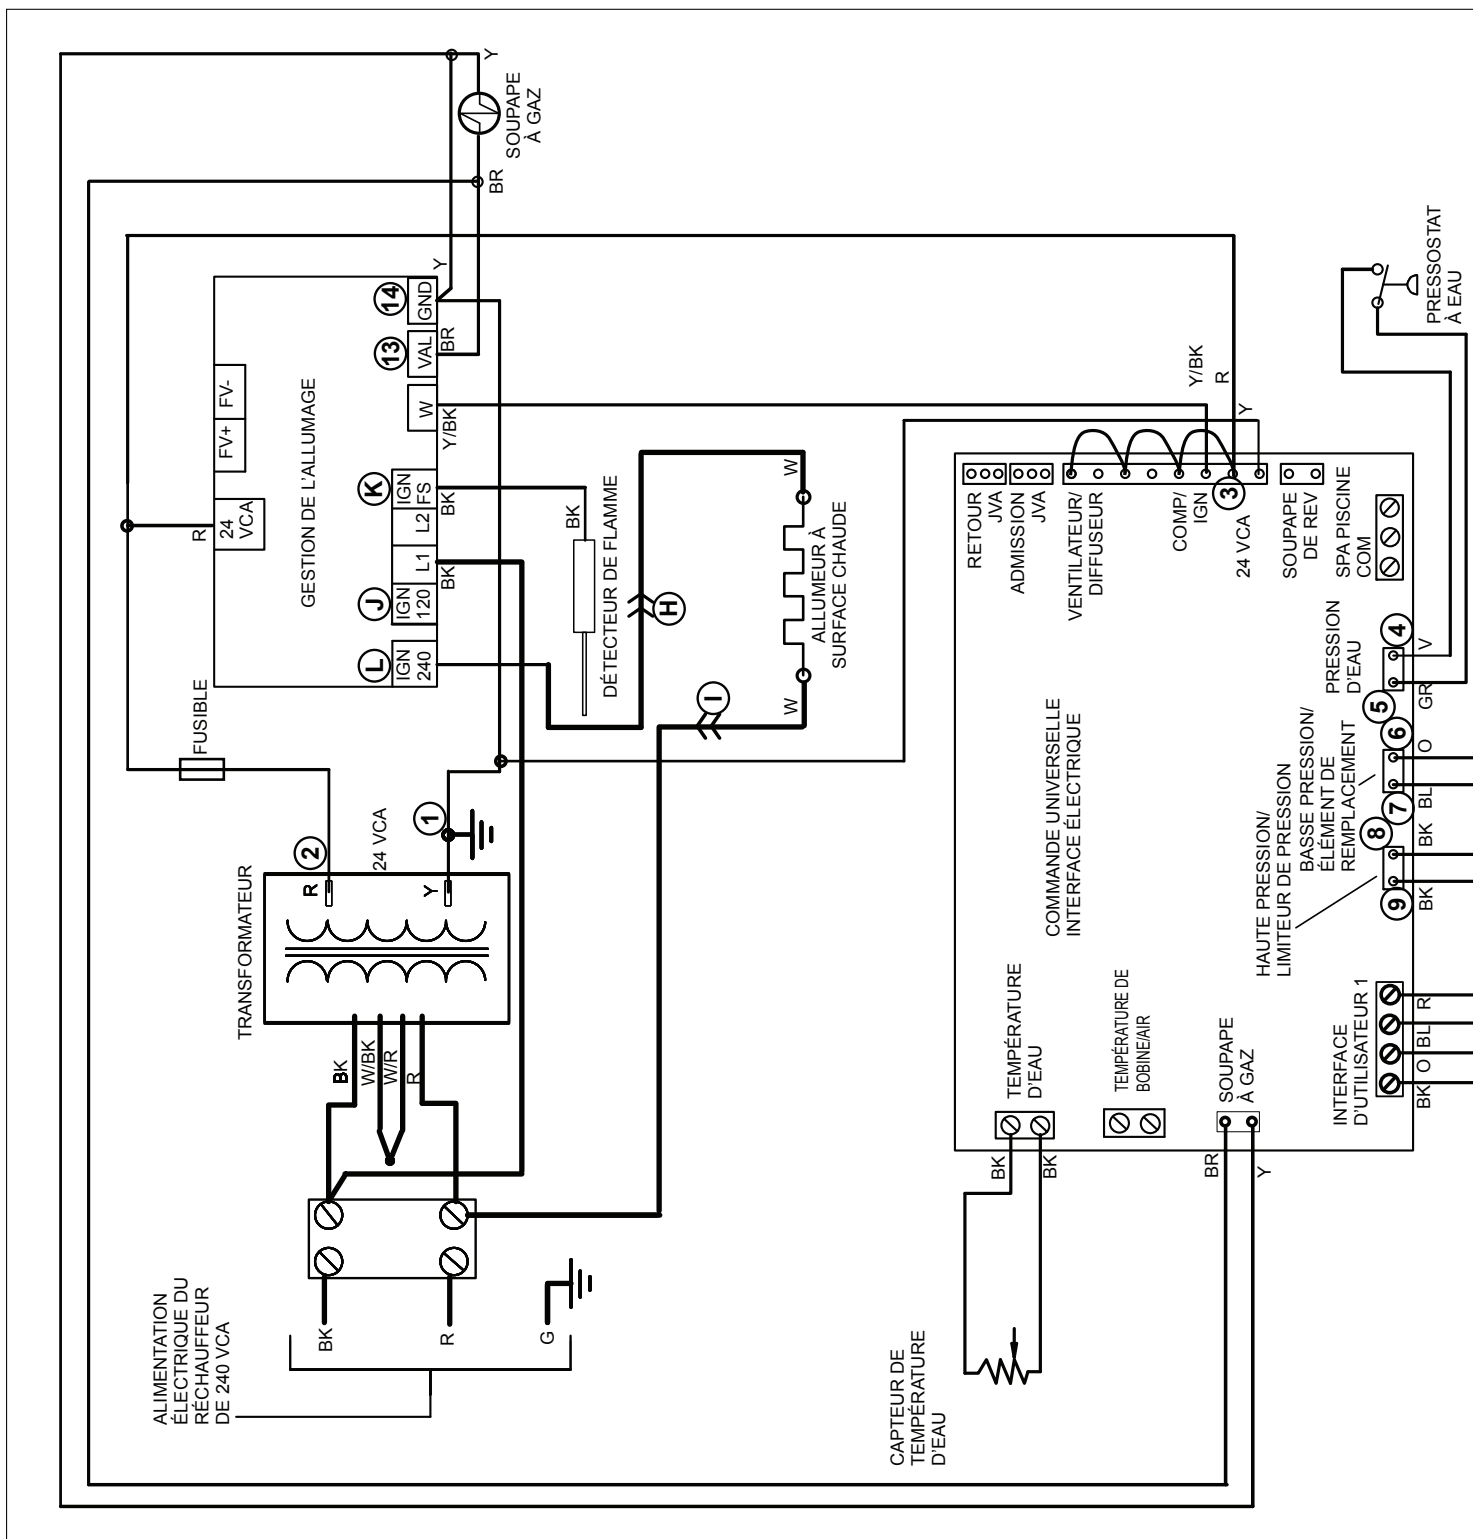 ALIMENTATION
ÉLECTRIQUE DU
RÉCHAUFFEUR
DE 240 VCA
BK
R
G
BK
W/BK
W/R
R
TRANSFORMATEUR
R
Y
2
24 VCA
1
FUSIBLE
R
24
VCA
FV+
FV-
GESTION DE L'ALLUMAGE
L
IGN
240
J
IGN
120
L1
BK
L2
K
IGN
FS
BK
W
Y/BK
13
VAL
BR
14
GND
Y
BR
Y
SOUPAPE
À GAZ
BK
DÉTECTEUR DE FLAMME
H
I
W
W
ALLUMEUR À
SURFACE CHAUDE
CAPTEUR DE
TEMPÉRATURE
D'EAU
BK
BK
TEMPÉRATURE
D'EAU
TEMPÉRATURE DE
BOBINE/AIR
BR
Y
SOUPAPE
À GAZ
COMMANDE UNIVERSELLE
INTERFACE ÉLECTRIQUE
RETOUR
JVA
ADMISSION
JVA
VENTILATEUR/
DIFFUSEUR
COMP/
IGN
3
24 VCA
Y/BK
R
Y
SOUPAPE
DE REV
SPA PISCINE
COM
INTERFACE
D'UTILISATEUR 1
BK
O
BL
R
HAUTE PRESSION/
LIMITEUR DE PRESSION
9
BK
8
BK
BASSE PRESSION/
ÉLÉMENT DE
REMPLACEMENT
7
BL
6
O
PRESSION
D'EAU
5
GR
4
V
PRESSOSTAT
À EAU